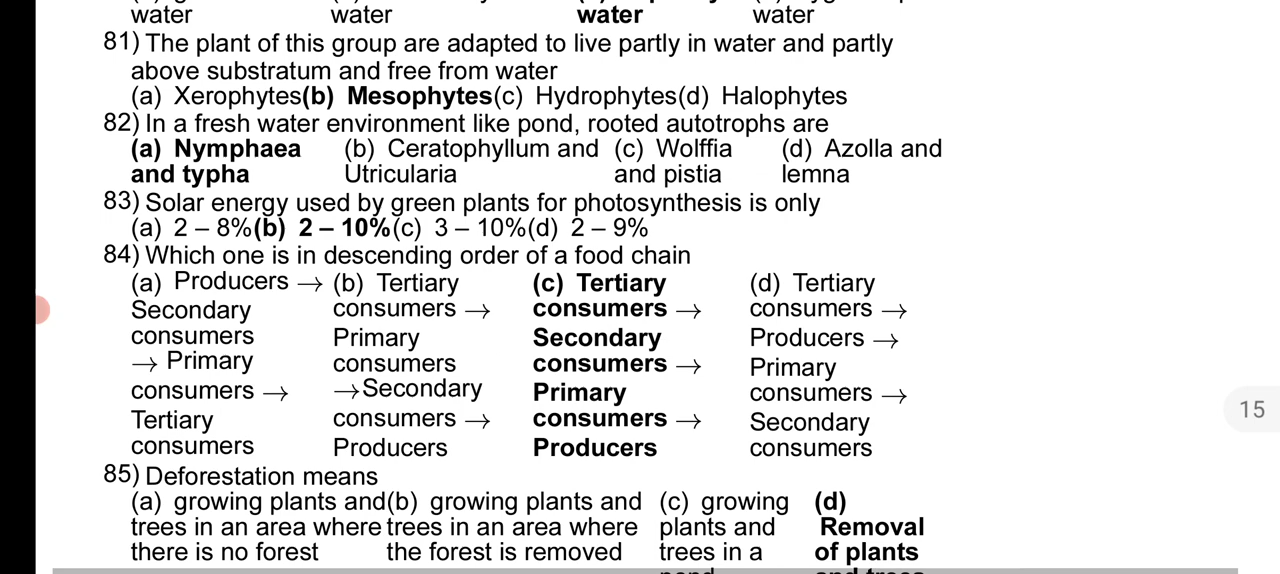 water water water water
81) The plant of this group are adapted to live partly in water and partly
above substratum and free from water
(a) Xerophytes(b) Mesophytes(c) Hydrophytes(d) Halophytes
82) In a fresh water environment like pond, rooted autotrophs are
(a) Nymphaea (b) Ceratophyllum and (c) Wolffia (d) Azolla and
and typha Utricularia and pistia lemna
83) Solar energy used by green plants for photosynthesis is only
(a) 2 – 8%(b) 2 – 10%(c) 3 – 10%(d) 2 – 9%
84) Which one is in descending order of a food chain
(a) Producers → (b) Tertiary (c) Tertiary (d) Tertiary
Secondary consumers → consumers → consumers →
consumers Primary Secondary Producers →
→ Primary consumers consumers → Primary
consumers → →Secondary Primary consumers →
Tertiary consumers → consumers → Secondary
consumers Producers Producers consumers
85) Deforestation means
(a) growing plants and(b) growing plants and (c) growing (d)
trees in an area where trees in an area where plants and Removal
there is no forest the forest is removed trees in a of plants
15